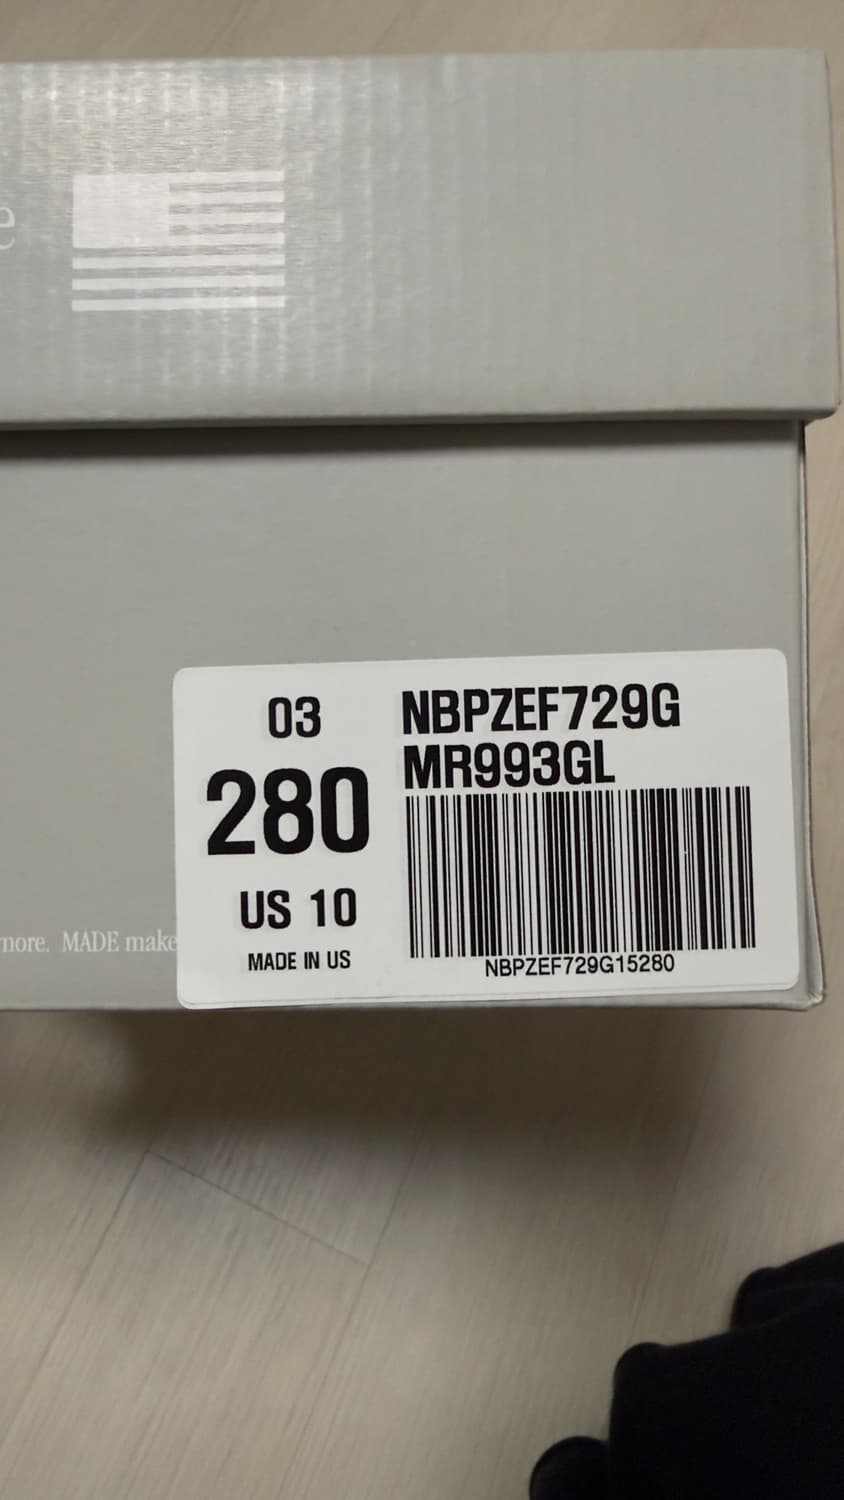 03
280
US 10
MADE IN US
NBPZEF729G
MR993GL
NBPZEF729G15280
more. MADE make